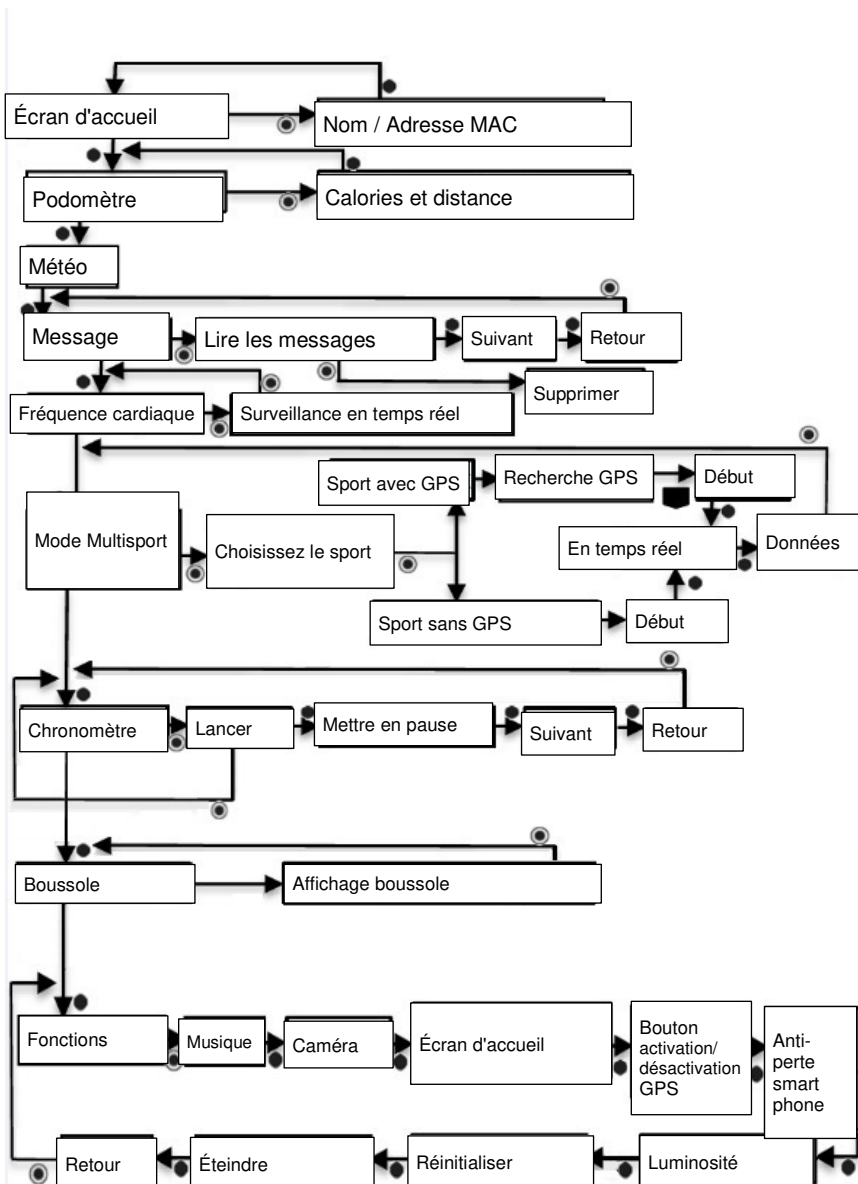 Écran d'accueil
Nom / Adresse MAC
Podomètre
Calories et distance
Météo
Message
Lire les messages
Suivant
Retour
Supprimer
Fréquence cardiaque
Surveillance en temps réel
Sport avec GPS
Recherche GPS
Début
Mode Multisport
Choisissez le sport
En temps réel
Données
Sport sans GPS
Début
Chronomètre
Lancer
Mettre en pause
Suivant
Retour
Boussole
Affichage boussole
Fonctions
Musique
Caméra
Écran d'accueil
Bouton
activation/
désactivation
GPS
Anti-
perte
smart
phone
Retour
Éteindre
Réinitialiser
Luminosité